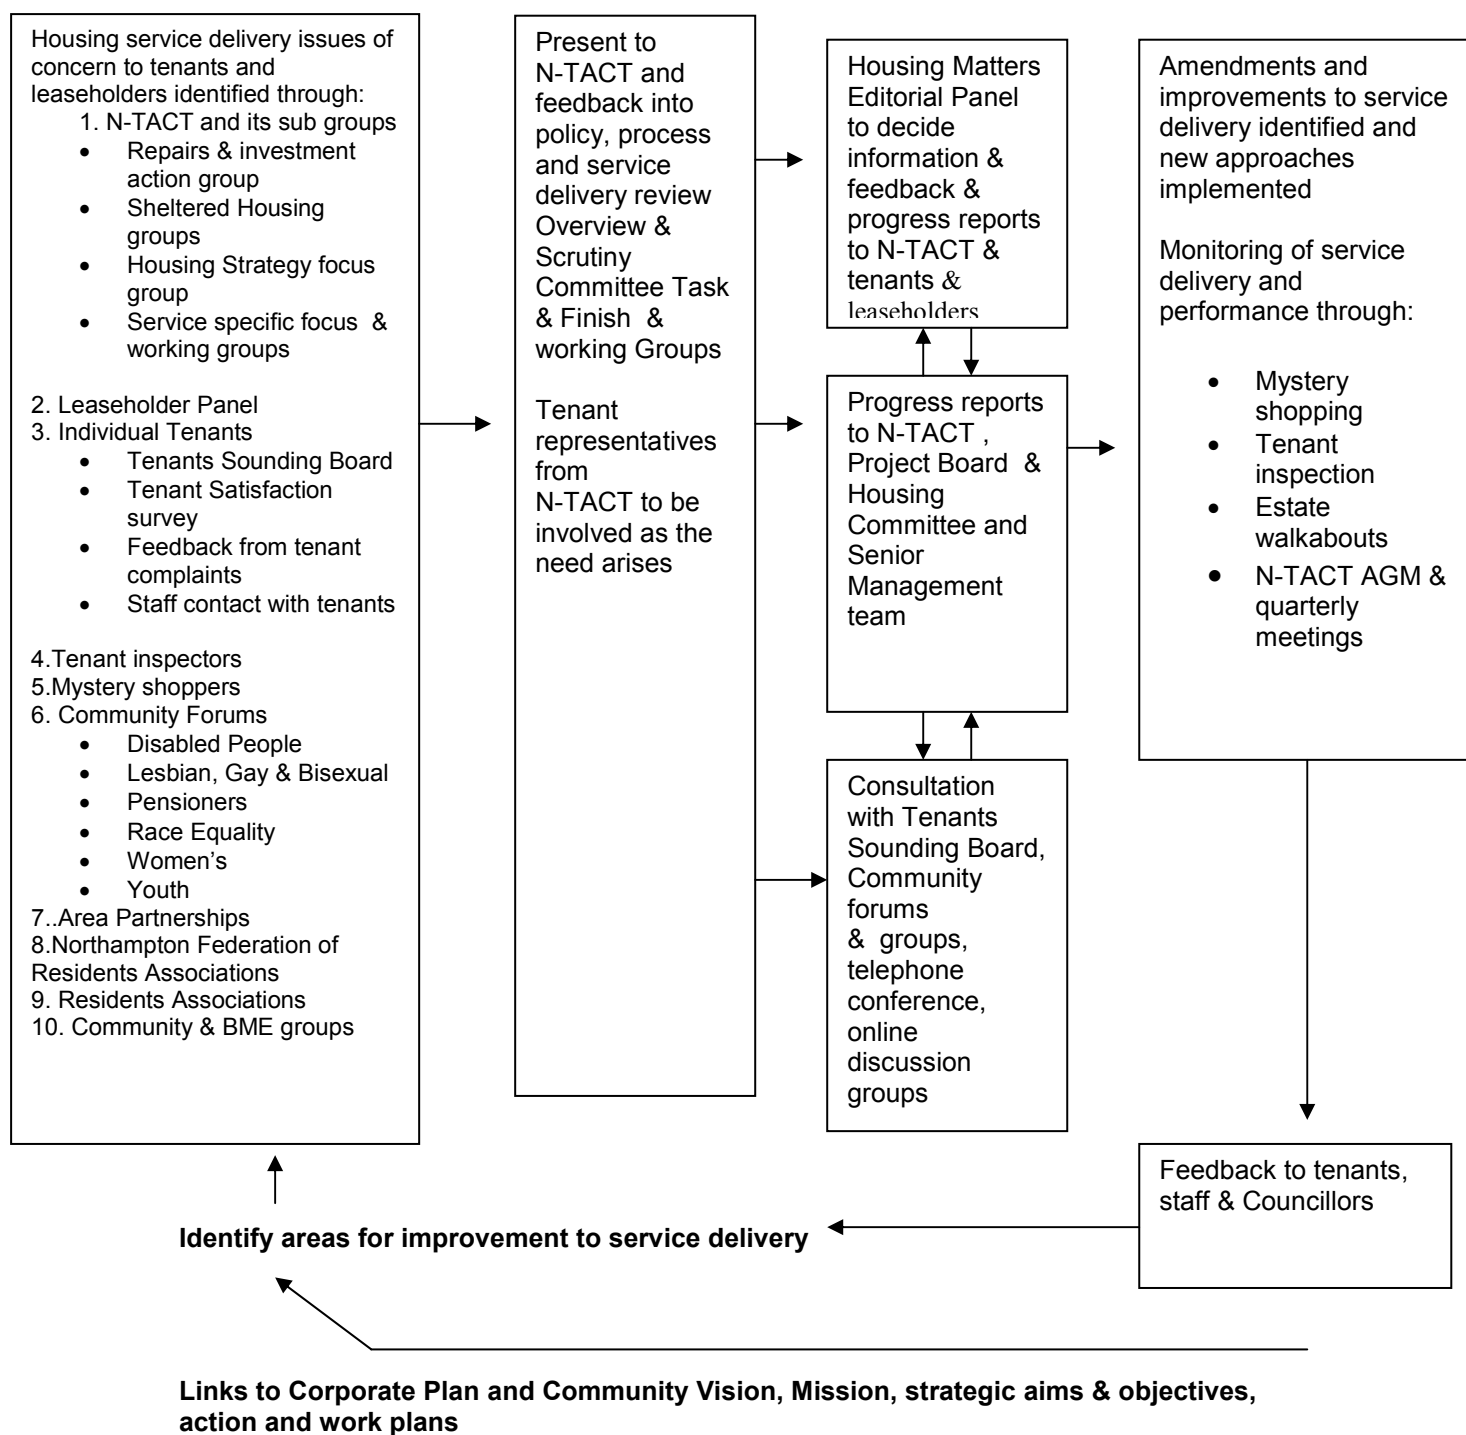 Housing service delivery issues of
concern to tenants and
leaseholders identified through:
1. N-TACT and its sub groups
• Repairs & investment
action group
• Sheltered Housing
groups
• Housing Strategy focus
group
• Service specific focus & 
working groups
2. Leaseholder Panel
3. Individual Tenants
• Tenants Sounding Board
• Tenant Satisfaction
survey
• Feedback from tenant
complaints
• Staff contact with tenants
4.Tenant inspectors
5.Mystery shoppers
6. Community Forums
• Disabled People
• Lesbian, Gay & Bisexual
• Pensioners
• Race Equality
• Women’s
• Youth
7..Area Partnerships
8.Northampton Federation of
Residents Associations
9. Residents Associations
10. Community & BME groups
Present to
N-TACT and
feedback into
policy, process
and service
delivery review
Overview &
Scrutiny
Committee Task
& Finish &
working Groups
Tenant
representatives
from
N-TACT to be
involved as the
need arises
Housing Matters
Editorial Panel
to decide
information &
feedback &
progress reports
to N-TACT &
tenants &
leaseholders
Progress reports
to N-TACT ,
Project Board &
Housing
Committee and
Senior
Management
team
Consultation
with Tenants
Sounding Board,
Community
forums
& groups,
telephone
conference,
online
discussion
groups
Amendments and
improvements to service
delivery identified and
new approaches
implemented
Monitoring of service
delivery and
performance through:
• Mystery
shopping
• Tenant
inspection
• Estate
walkabouts
• N-TACT AGM &
quarterly
meetings
Feedback to tenants,
staff & Councillors
Identify areas for improvement to service delivery
Links to Corporate Plan and Community Vision, Mission, strategic aims & objectives,
action and work plans